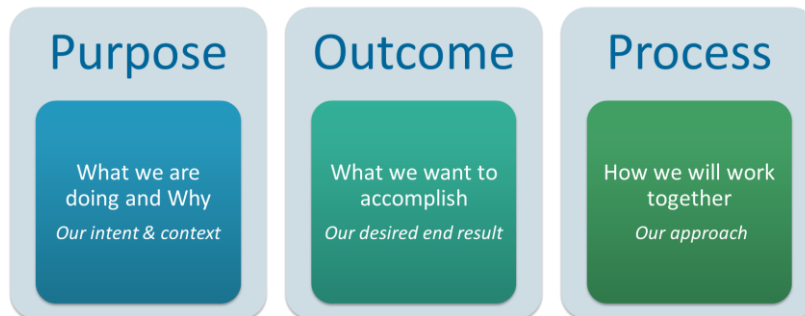 Purpose
What we are
doing and Why
Our intent & context
Outcome
What we want to
accomplish
Our desired end result
Process
How we will work
together
Our approach